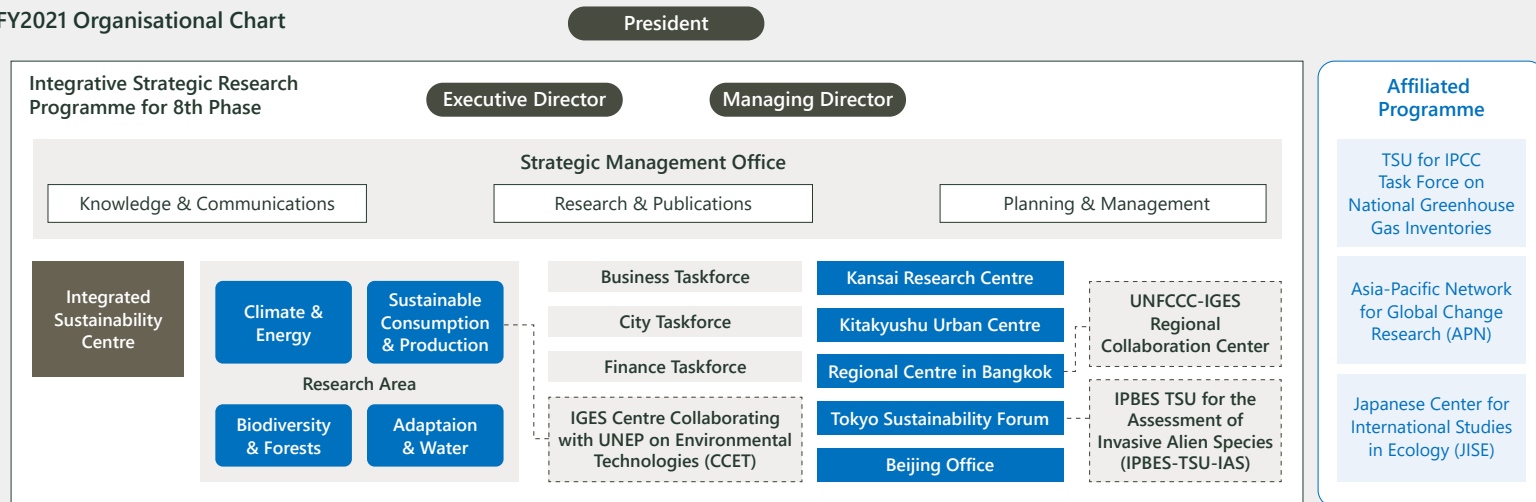 FY2021 Organisational Chart
President
Integrative Strategic Research
Programme for 8th Phase
Executive Director
Managing Director
Strategic Management Office
Knowledge & Communications
Research & Publications
Planning & Management
Integrated
Sustainability
Centre
Climate &
Energy
Sustainable
Consumption
& Production
Research Area
Biodiversity
& Forests
Adaptaion
& Water
Business Taskforce
City Taskforce
Finance Taskforce
IGES Centre Collaborating
with UNEP on Environmental
Technologies (CCET)
Kansai Research Centre
Kitakyushu Urban Centre
Regional Centre in Bangkok
Tokyo Sustainability Forum
Beijing Office
UNFCCC-IGES
Regional
Collaboration Center
IPBES TSU for the
Assessment of
Invasive Alien Species
(IPBES-TSU-IAS)
Affiliated
Programme
TSU for IPCC
Task Force on
National Greenhouse
Gas Inventories
Asia-Pacific Network
for Global Change
Research (APN)
Japanese Center for
International Studies
in Ecology (JISE)